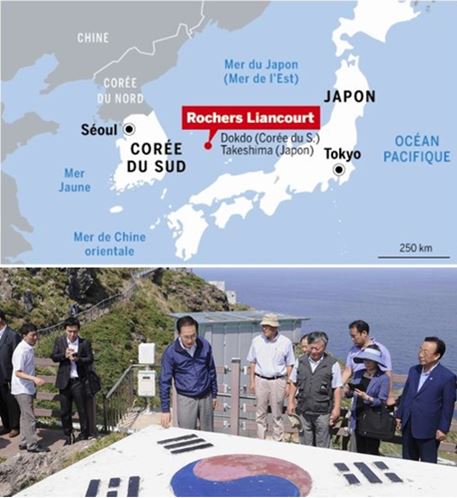 CHINE
CORÉE
DU NORD
Séoul
CORÉE
DU SUD
Mer
Jaune
Mer de Chine
orientale
Mer du Japon
(Mer de l'Est)
Rochers Liancourt
Dokdo (Corée du S.)
Takeshima (Japon)
JAPON
Tokyo
OCÉAN
PACIFIQUE
250 km